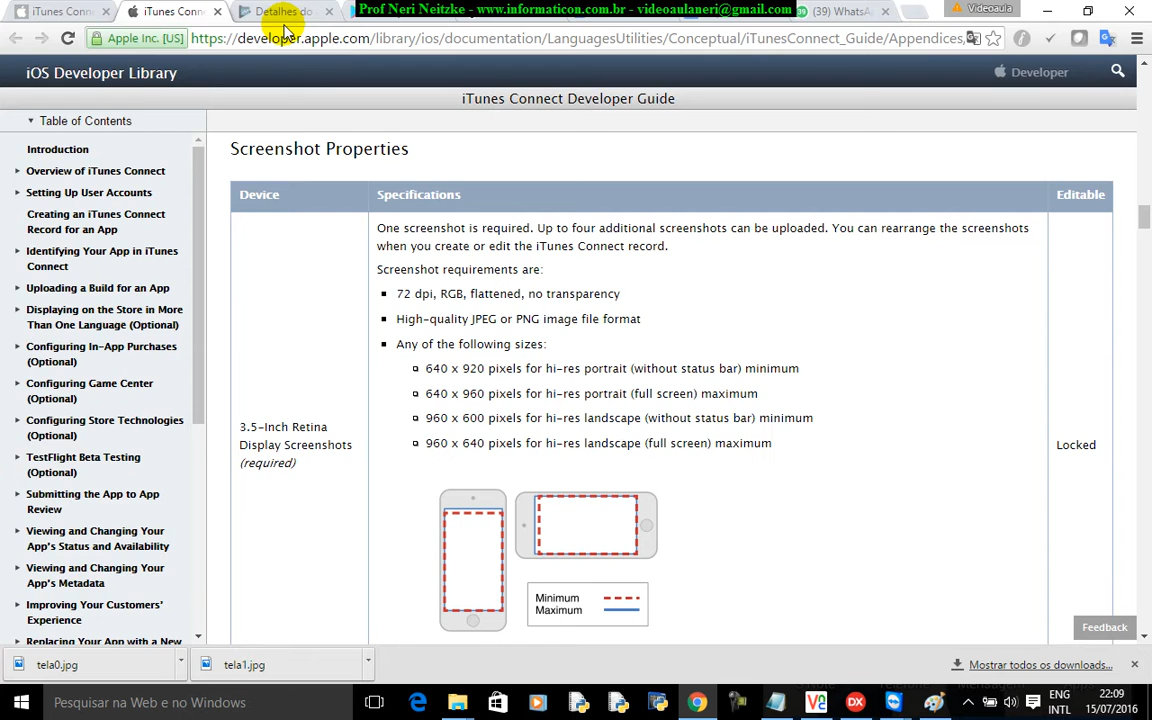 iTunes Conn
iTunes Conn
Detalhes do
Prof Neri Neitzke - www.informaticon.com.br - videoaulaneri@gmail.com
(39) WhatsA
Videoaula
Apple Inc. [US]
https://developer.apple.com/library/ios/documentation/LanguagesUtilities/Conceptual/iTunesConnect_Guide/Appendices,
iOS Developer Library
Developer
iTunes Connect Developer Guide
Table of Contents
Introduction
Overview of iTunes Connect
Setting Up User Accounts
Creating an iTunes Connect
Record for an App
Identifying Your App in iTunes
Connect
Uploading a Build for an App
Displaying on the Store in More
Than One Language (Optional)
Configuring In-App Purchases
(Optional)
Configuring Game Center
(Optional)
Configuring Store Technologies
(Optional)
TestFlight Beta Testing
(Optional)
Submitting the App to App
Review
Viewing and Changing Your
App's Status and Availability
Viewing and Changing Your
App's Metadata
Improving Your Customers'
Experience
Replacing Your App with a New
Screenshot Properties
Device
Specifications
Editable
One screenshot is required. Up to four additional screenshots can be uploaded. You can rearrange the screenshots
when you create or edit the iTunes Connect record.
Screenshot requirements are:
72 dpi, RGB, flattened, no transparency
High-quality JPEG or PNG image file format
Any of the following sizes:
640 x 920 pixels for hi-res portrait (without status bar) minimum
640 x 960 pixels for hi-res portrait (full screen) maximum
960 x 600 pixels for hi-res landscape (without status bar) minimum
960 x 640 pixels for hi-res landscape (full screen) maximum
3.5-Inch Retina
Display Screenshots
(required)
Locked
Minimum
Maximum
Feedback
tela0.jpg
tela1.jpg
Mostrar todos os downloads...
Pesquisar na Web e no Windows
ENG
INTL
22:09
15/07/2016